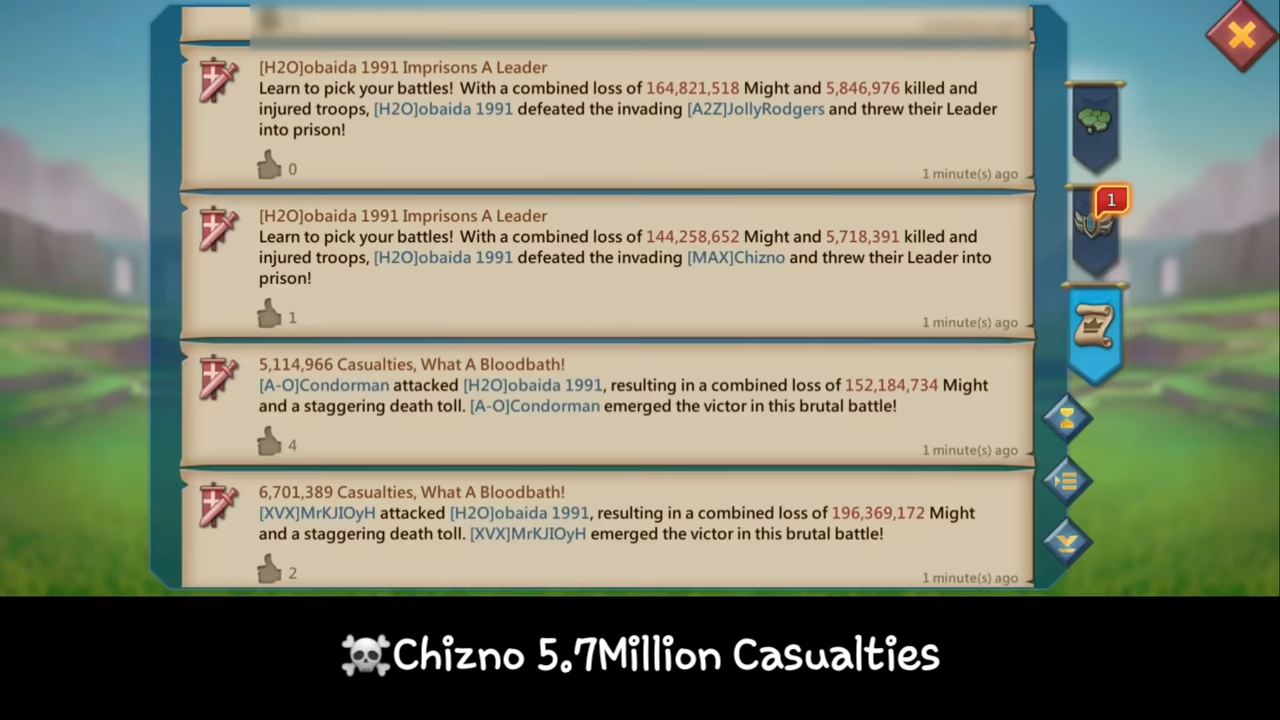 [H2O]obaida 1991 Imprisons A Leader
Learn to pick your battles! With a combined loss of 164,821,518 Might and 5,846,976 killed and
injured troops, [H2O]obaida 1991 defeated the invading [A2Z]JollyRodgers and threw their Leader
into prison!
0
1 minute(s) ago
1
[H2O]obaida 1991 Imprisons A Leader
Learn to pick your battles! With a combined loss of 144,258,652 Might and 5,718,391 killed and
injured troops, [H2O]obaida 1991 defeated the invading [MAX]Chizno and threw their Leader into
prison!
1
1 minute(s) ago
5,114,966 Casualties, What A Bloodbath!
[A-O]Condorman attacked [H2O]obaida 1991, resulting in a combined loss of 152,184,734 Might
and a staggering death toll. [A-O]Condorman emerged the victor in this brutal battle!
4
1 minute(s) ago
6,701,389 Casualties, What A Bloodbath!
[XVX]MrKJIOyH attacked [H2O]obaida 1991, resulting in a combined loss of 196,369,172 Might
and a staggering death toll. [XVX]MrKJIOyH emerged the victor in this brutal battle!
2
1 minute(s) ago
☠️Chizno 5.7Million Casualties